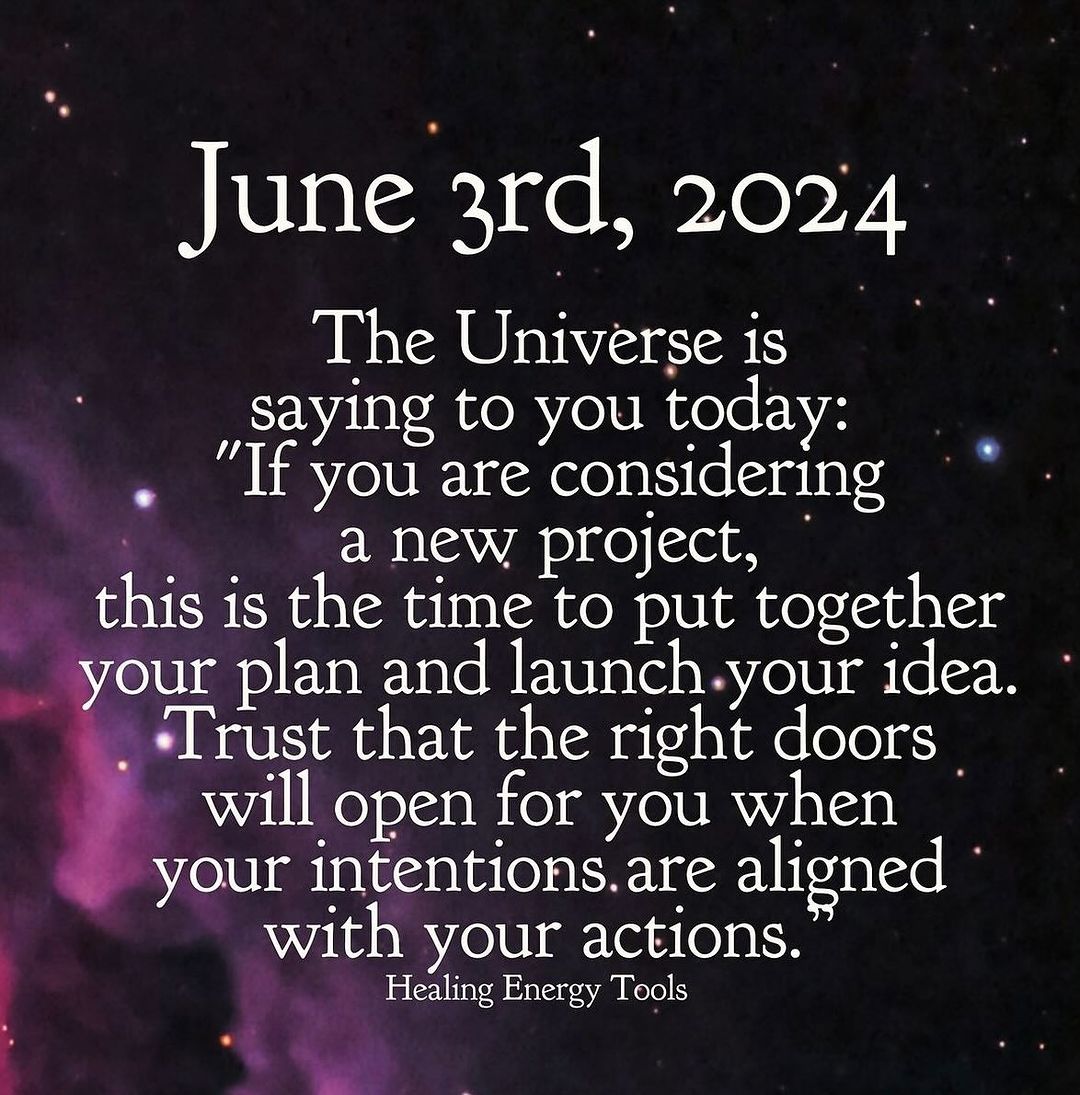 June 3rd, 2024
The Universe is
saying to you today:
"If you are considering
a new project,
this is the time to put together
your plan and launch your idea.
Trust that the right doors
will open for you when
your intentions are aligned
with your actions.”
Healing Energy Tools